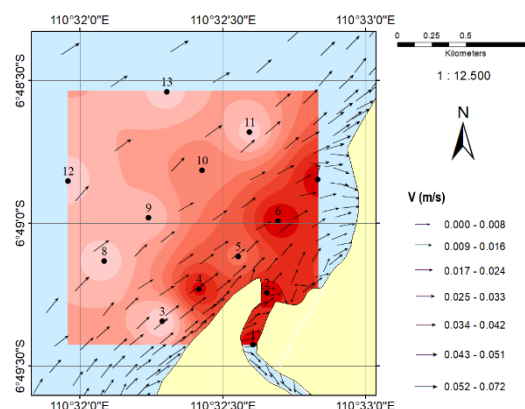 110°32'0"E 110°32'30"E 110°33'0"E
6°48'30"S
6°49'0"S
6°49'30"S
13
11
10
12
9
6
8
5
4
2
3
1
110°32'0"E 110°32'30"E 110°33'0"E
0 0.25 0.5
Kilometers
1 : 12.500
N
V (m/s)
0.000 - 0.008
0.009 - 0.016
0.017 - 0.024
0.025 - 0.033
0.034 - 0.042
0.043 - 0.051
0.052 - 0.072